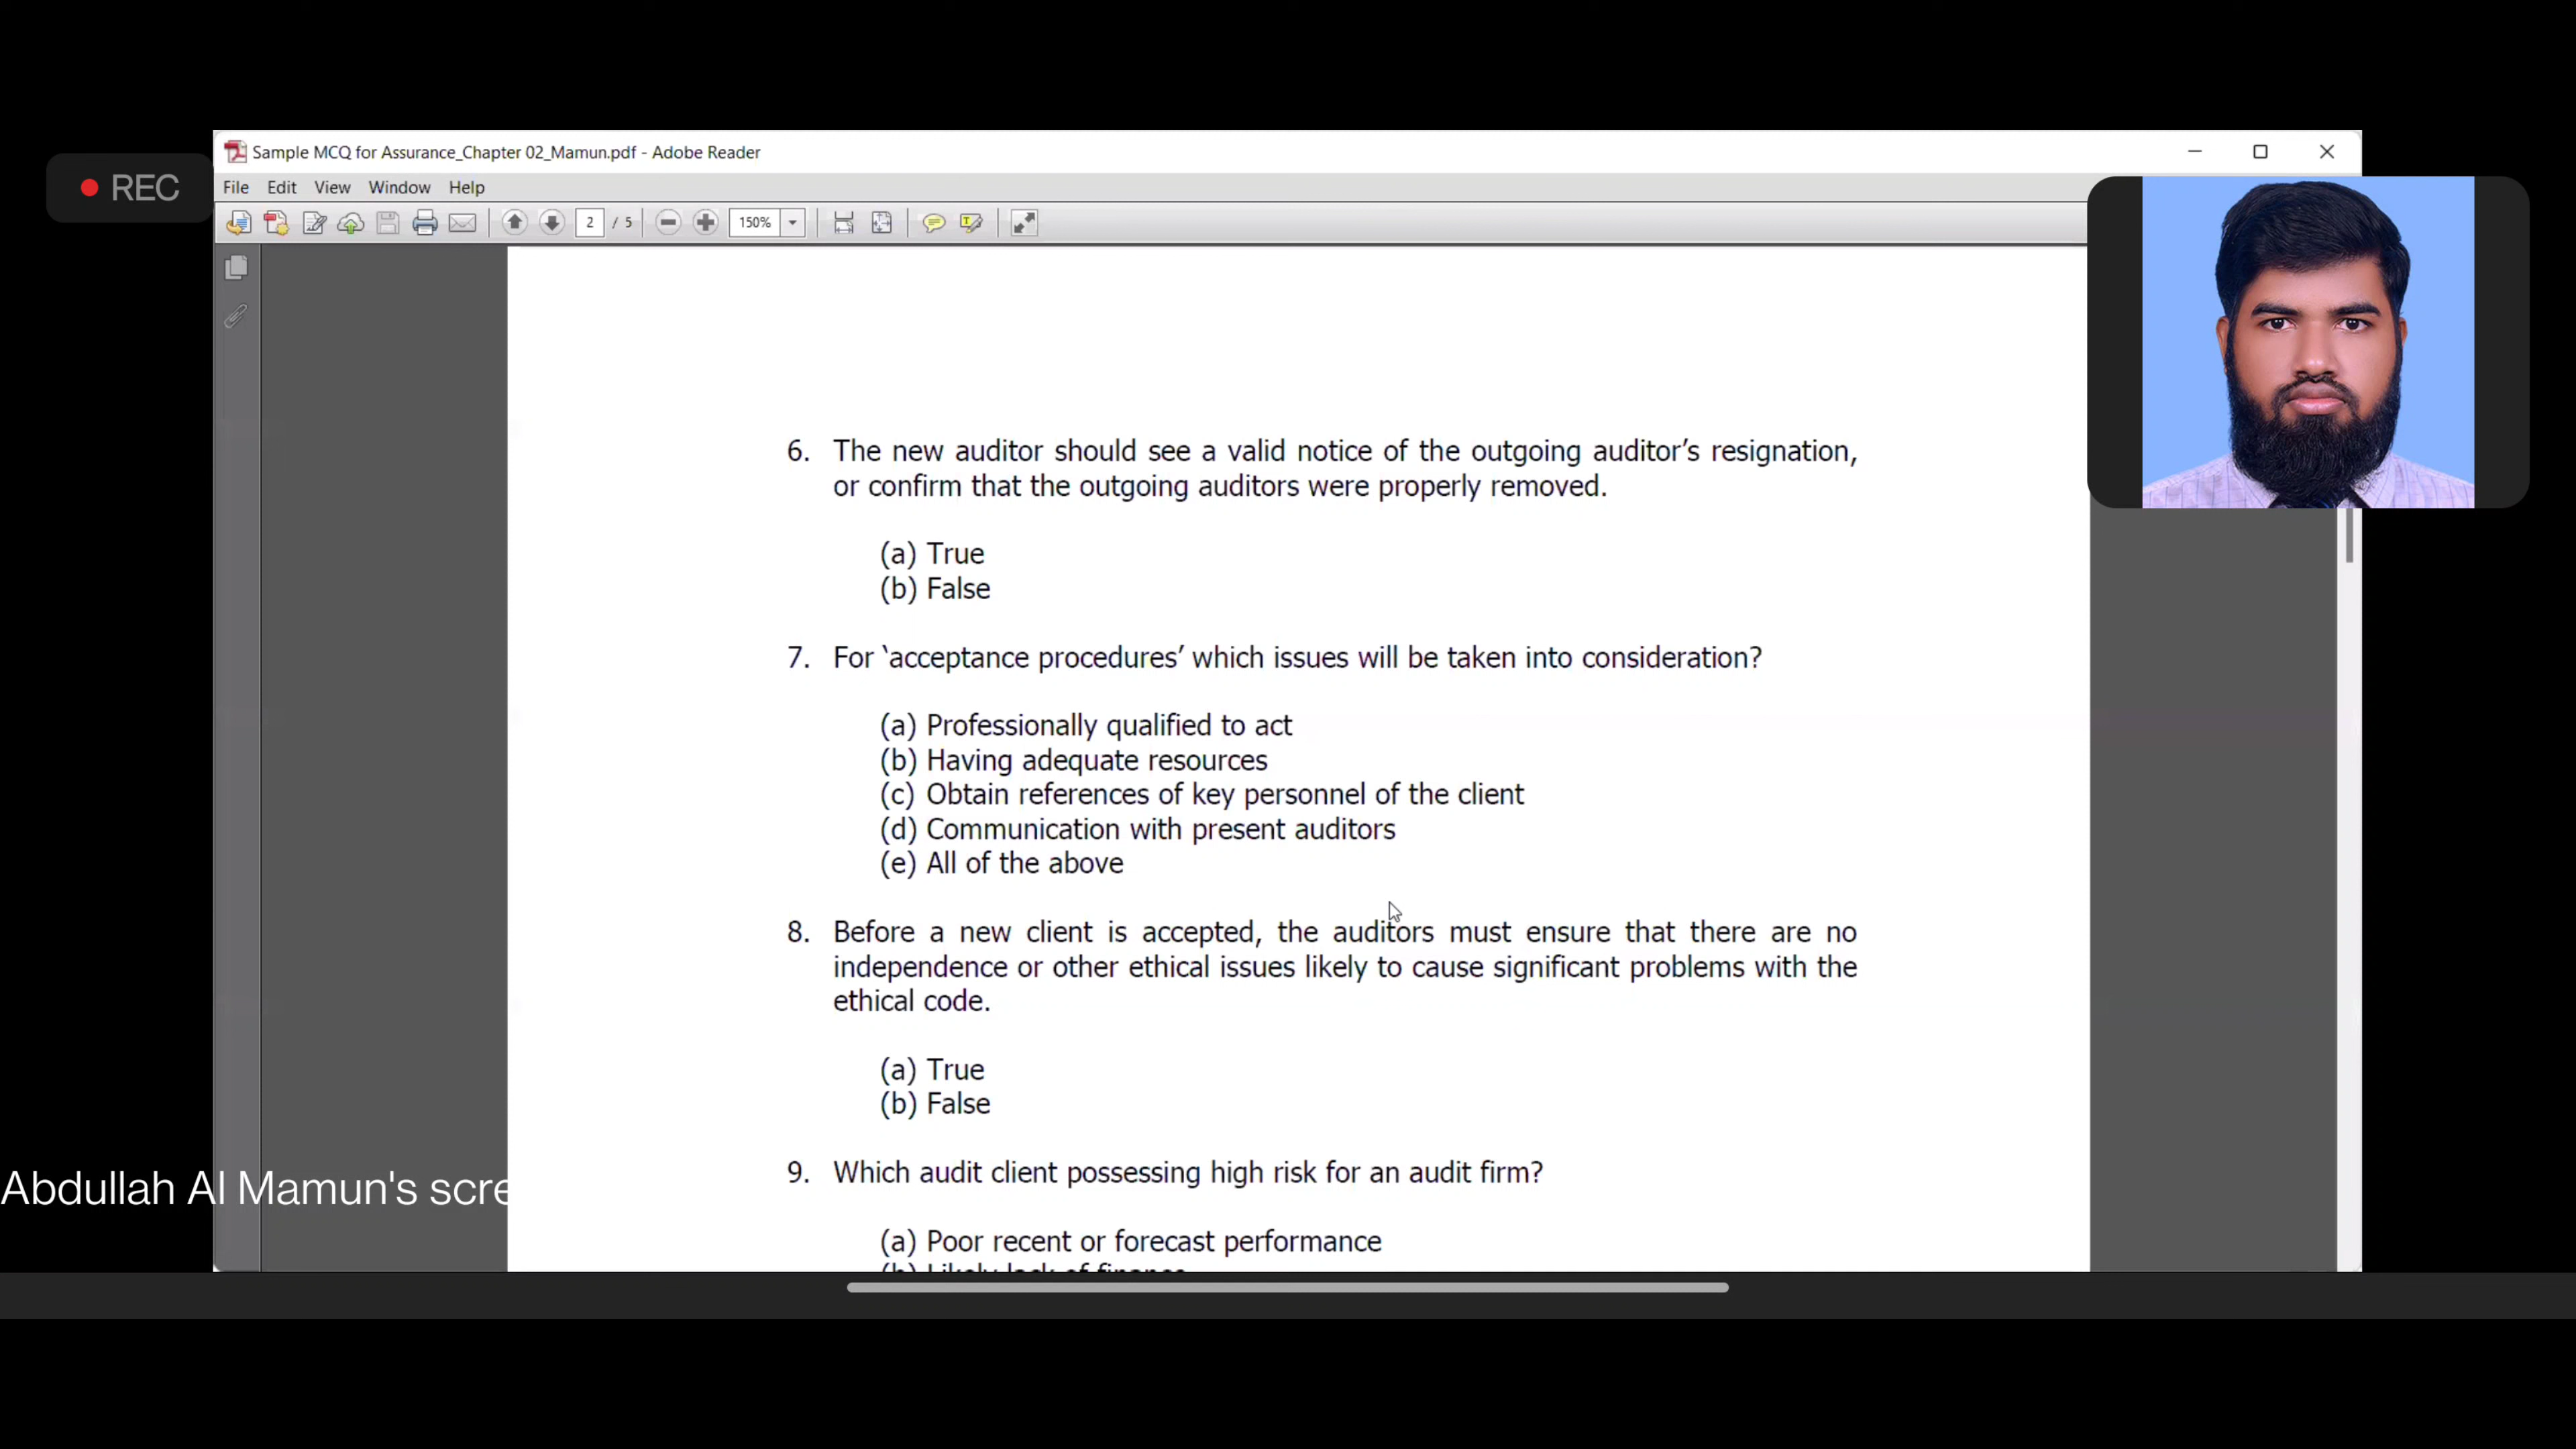 Sample MCQ for Assurance_Chapter 02_Mamun.pdf - Adobe Reader
REC
File Edit View Window Help
2 / 5 150%
6. The new auditor should see a valid notice of the outgoing auditor’s resignation,
or confirm that the outgoing auditors were properly removed.
(a) True
(b) False
7. For ‘acceptance procedures’ which issues will be taken into consideration?
(a) Professionally qualified to act
(b) Having adequate resources
(c) Obtain references of key personnel of the client
(d) Communication with present auditors
(e) All of the above
8. Before a new client is accepted, the auditors must ensure that there are no
independence or other ethical issues likely to cause significant problems with the
ethical code.
(a) True
(b) False
9. Which audit client possessing high risk for an audit firm?
Abdullah Al Mamun's scre
(a) Poor recent or forecast performance
(b) Likely lack of finance